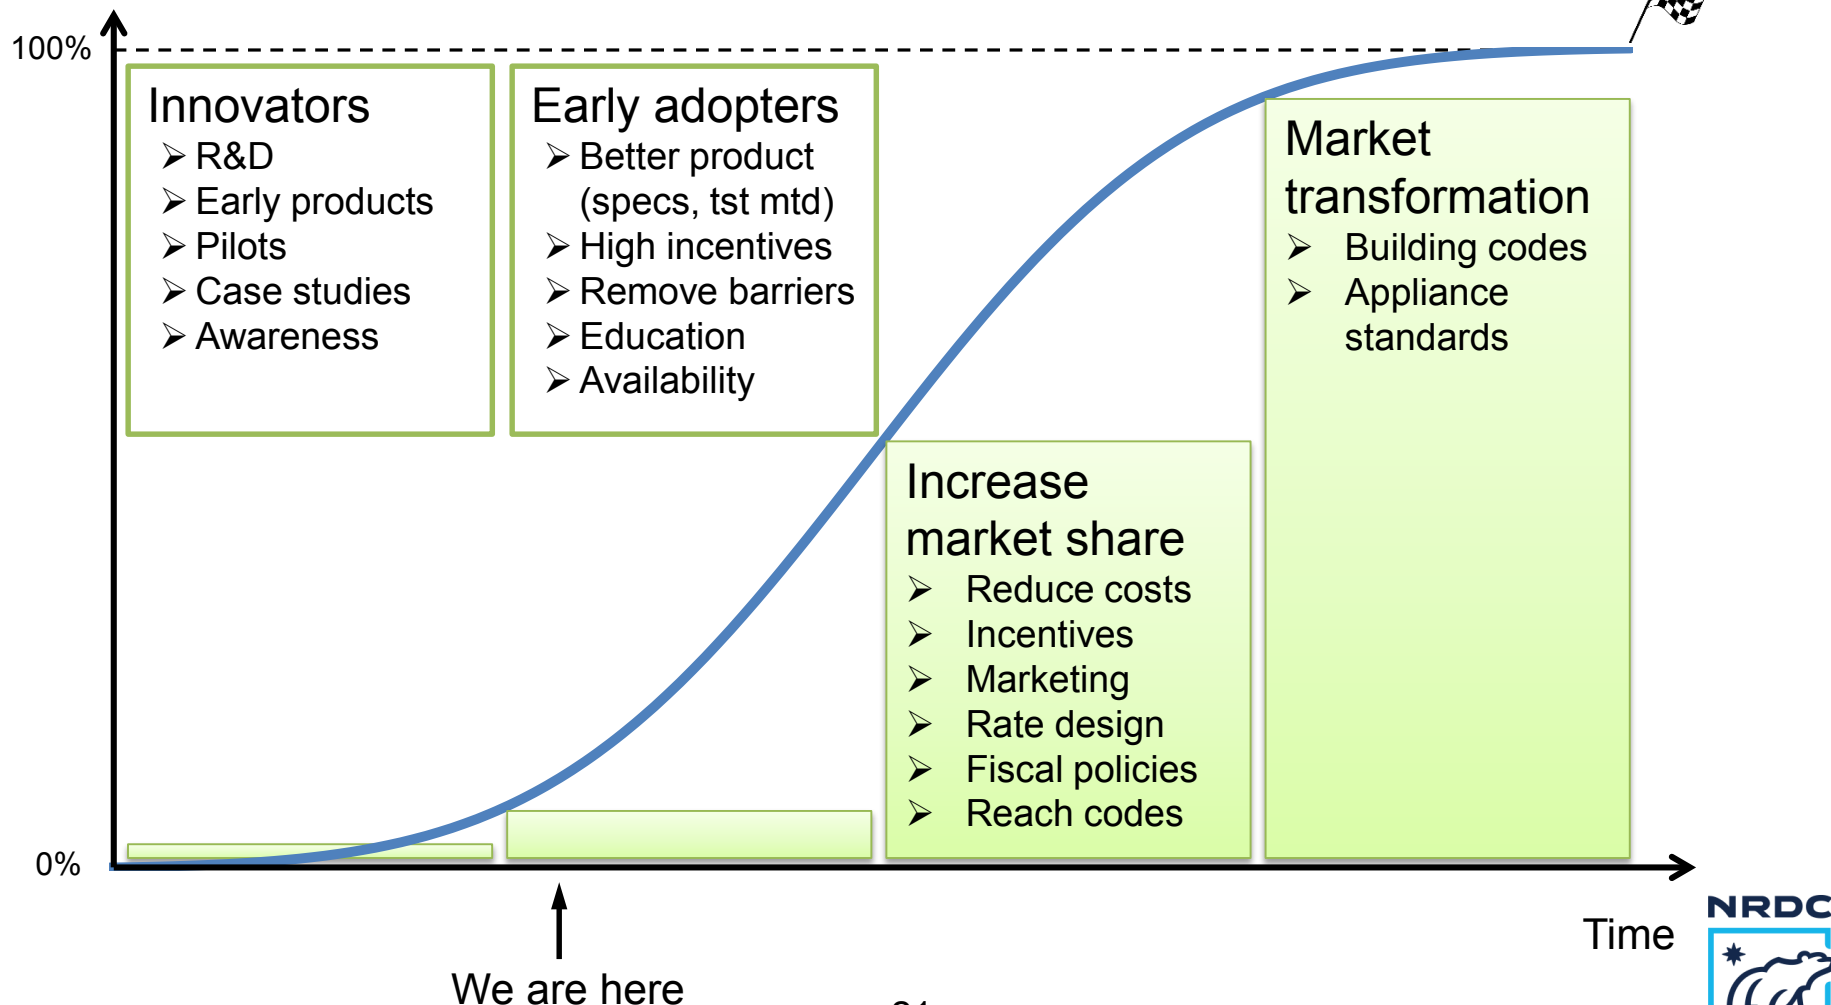 100%
Innovators
➢ R&D
➢ Early products
➢ Pilots
➢ Case studies
➢ Awareness
Early adopters
➢ Better product
(specs, tst mtd)
➢ High incentives
➢ Remove barriers
➢ Education
➢ Availability
Increase
market share
➢ Reduce costs
➢ Incentives
➢ Marketing
➢ Rate design
➢ Fiscal policies
➢ Reach codes
Market
transformation
➢ Building codes
➢ Appliance
standards
0%
We are here
Time
NRDC